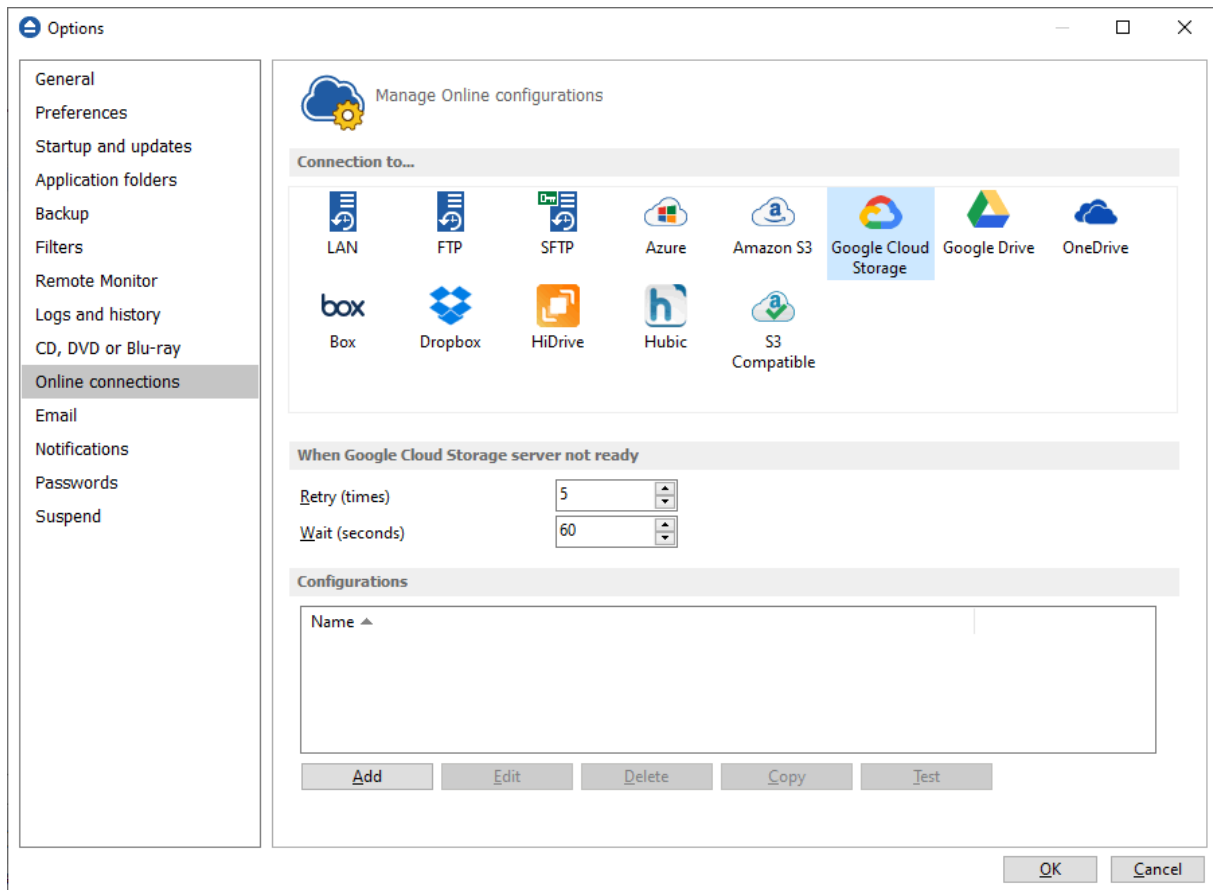 Options
General
Preferences
Startup and updates
Application folders
Backup
Filters
Remote Monitor
Logs and history
CD, DVD or Blu-ray
Online connections
Email
Notifications
Passwords
Suspend
Manage Online configurations
Connection to...
LAN
FTP
SFTP
Azure
Amazon S3
Google Cloud
Storage
Google Drive
OneDrive
box
Box
Dropbox
HiDrive
h
Hubic
a
S3
Compatible
When Google Cloud Storage server not ready
Retry (times)
5
Wait (seconds)
60
Configurations
Name
Add
Edit
Delete
Copy
Test
OK
Cancel